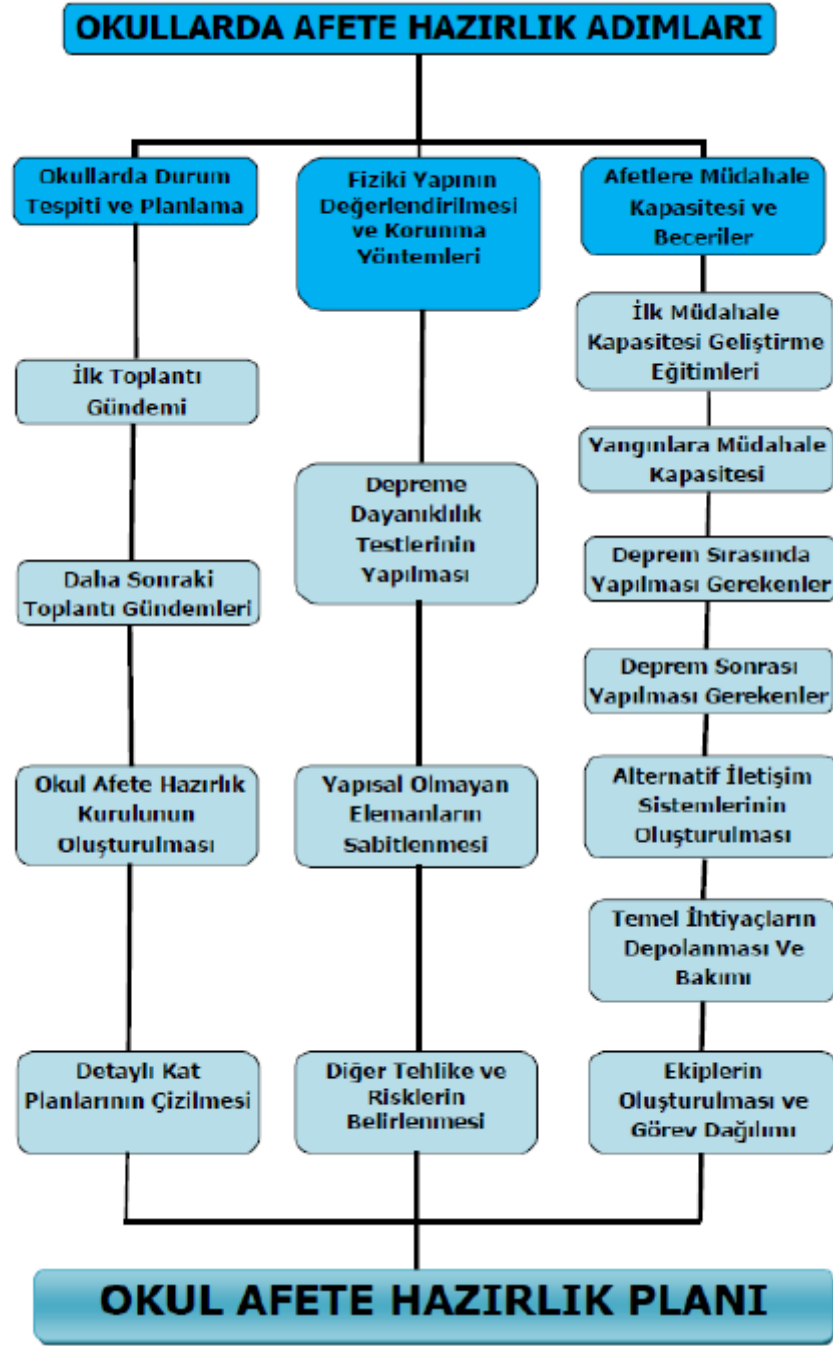 OKULLARDA AFETE HAZIRLIK ADIMLARI
Okullarda Durum
Tespiti ve Planlama
İlk Toplantı
Gündemi
Daha Sonraki
Toplantı Gündemleri
Okul Afete Hazırlık
Kurulunun
Oluşturulması
Detaylı Kat
Planlarının Çizilmesi
Fiziki Yapının
Değerlendirilmesi
ve Korunma
Yöntemleri
Depreme
Dayanıklılık
Testlerinin
Yapılması
Yapısal Olmayan
Elemanların
Sabitlenmesi
Diğer Tehlike ve
Risklerin
Belirlenmesi
Afetlere Müdahale
Kapasitesi ve
Beceriler
İlk Müdahale
Kapasitesi Geliştirme
Eğitimleri
Yangınlara Müdahale
Kapasitesi
Deprem Sırasında
Yapılması Gerekenler
Deprem Sonrası
Yapılması Gerekenler
Alternatif İletişim
Sistemlerinin
Oluşturulması
Temel İhtiyaçların
Depolanması Ve
Bakımı
Ekiplerin
Oluşturulması ve
Görev Dağılımı
OKUL AFETE HAZIRLIK PLANI